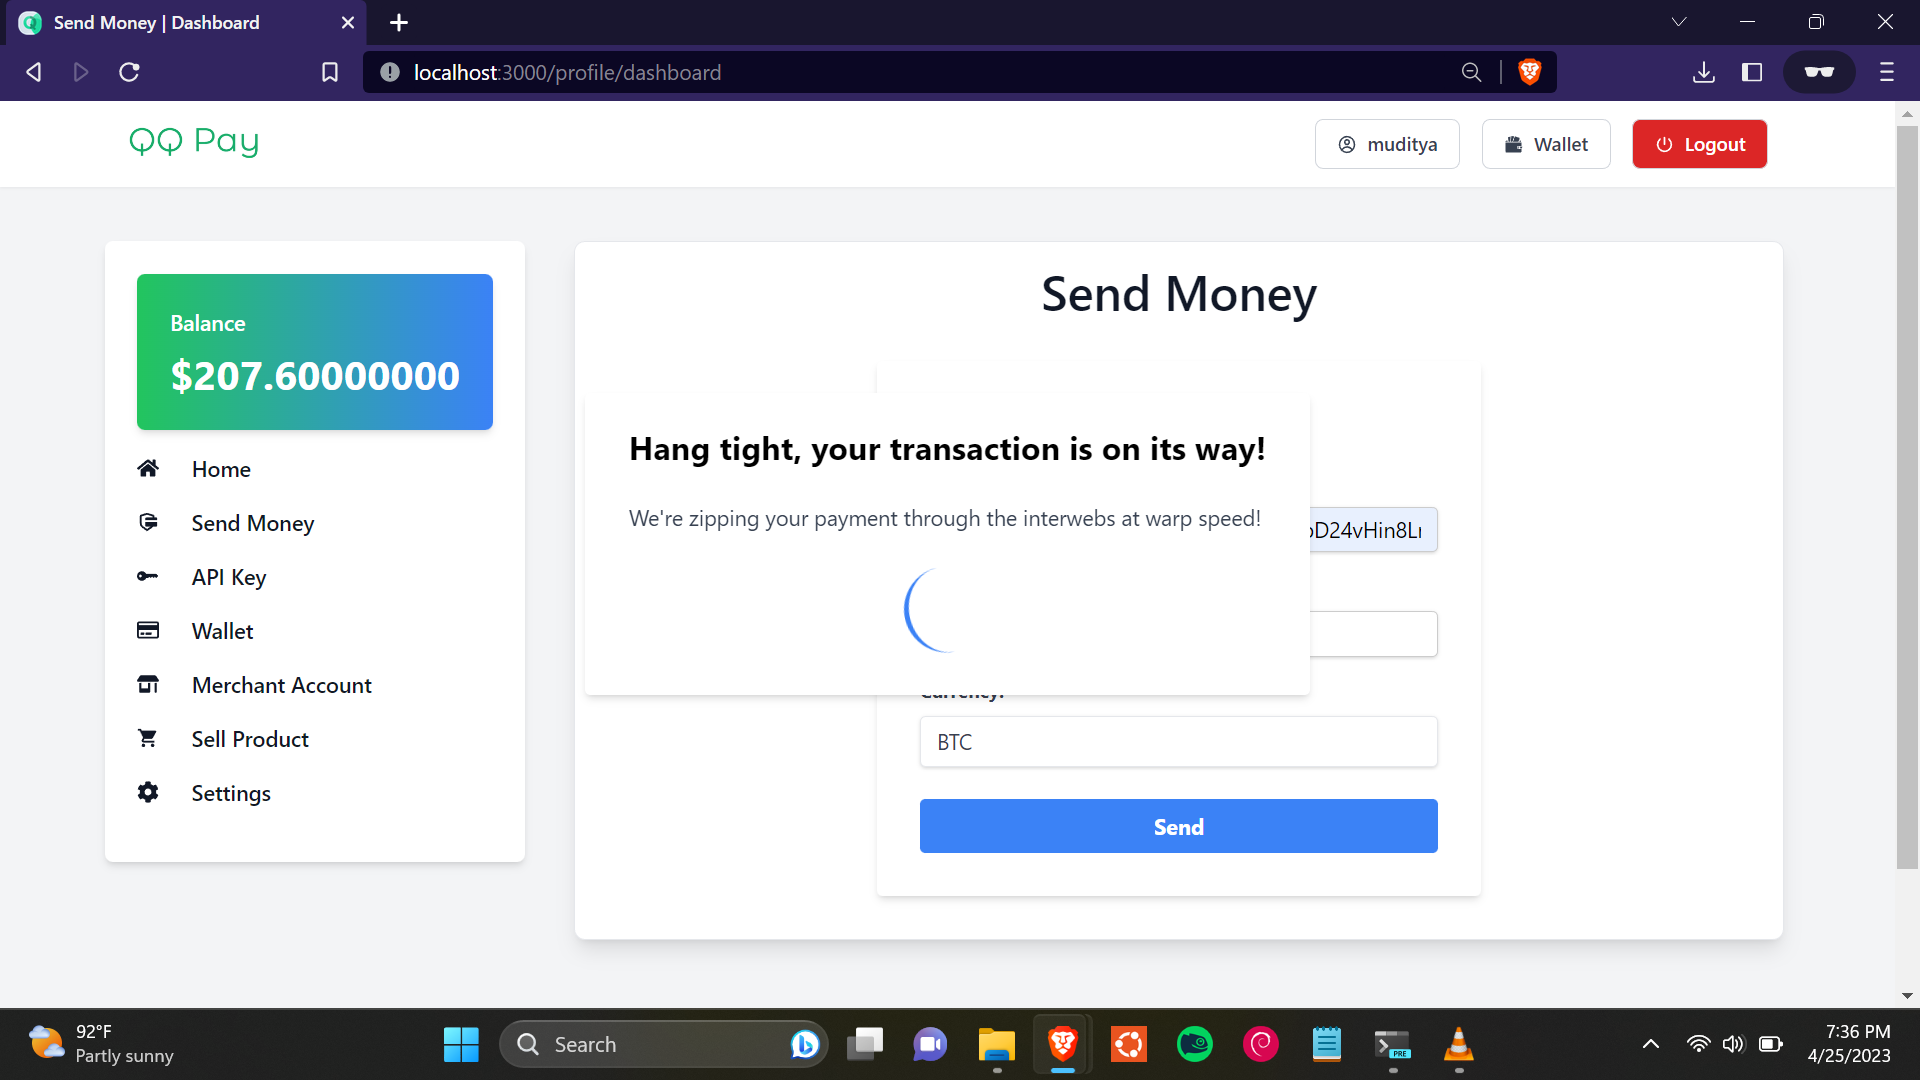 Send Money | Dashboard
localhost:3000/profile/dashboard
QQ Pay
muditya
Wallet
Logout
Balance
$207.60000000
Home
Send Money
API Key
Wallet
Merchant Account
Sell Product
Settings
Send Money
Hang tight, your transaction is on its way!
We're zipping your payment through the interwebs at warp speed!
D24vHin8L
Currency:
BTC
Send
92°F
Partly sunny
Search
PRE
7:36 PM
4/25/2023